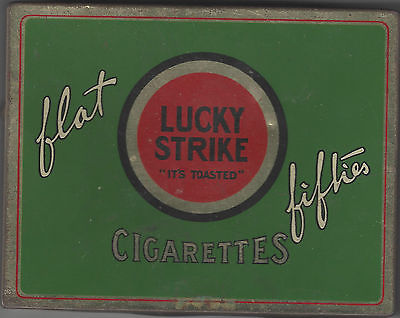 flat
LUCKY
STRIKE
"IT'S TOASTED"
fifties
CIGARETTES